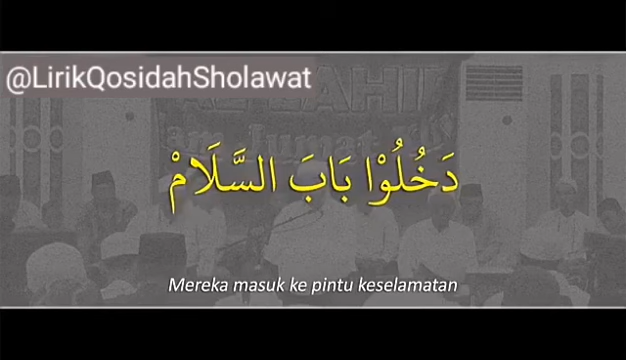 @LirikQosidahSholawat
دَخُلُوْا بَابَ السَّلَامْ
Mereka masuk ke pintu keselamatan